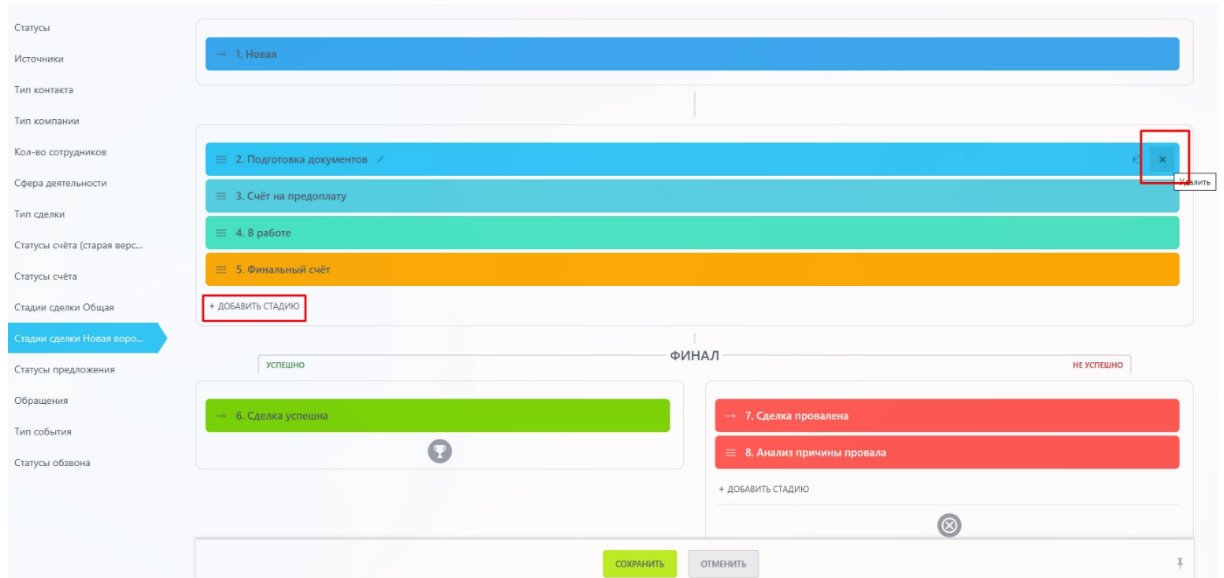 Статусы
Источники
Тип контакта
Тип компании
Кол-во сотрудников
Сфера деятельности
Тип сделки
Статусы счёта (старая верс...
Статусы счёта
Стадии сделки Общая
Стадии сделки Новая воро...
Статусы предложения
Обращения
Тип события
Статусы обзвона
1. Новая
2. Подготовка документов
Удалить
3. Счёт на предоплату
4. В работе
5. Финальный счёт
+ ДОБАВИТЬ СТАДИЮ
ФИНАЛ
УСПЕШНО
НЕ УСПЕШНО
6. Сделка успешна
7. Сделка провалена
8. Анализ причины провала
+ ДОБАВИТЬ СТАДИЮ
СОХРАНИТЬ
ОТМЕНИТЬ